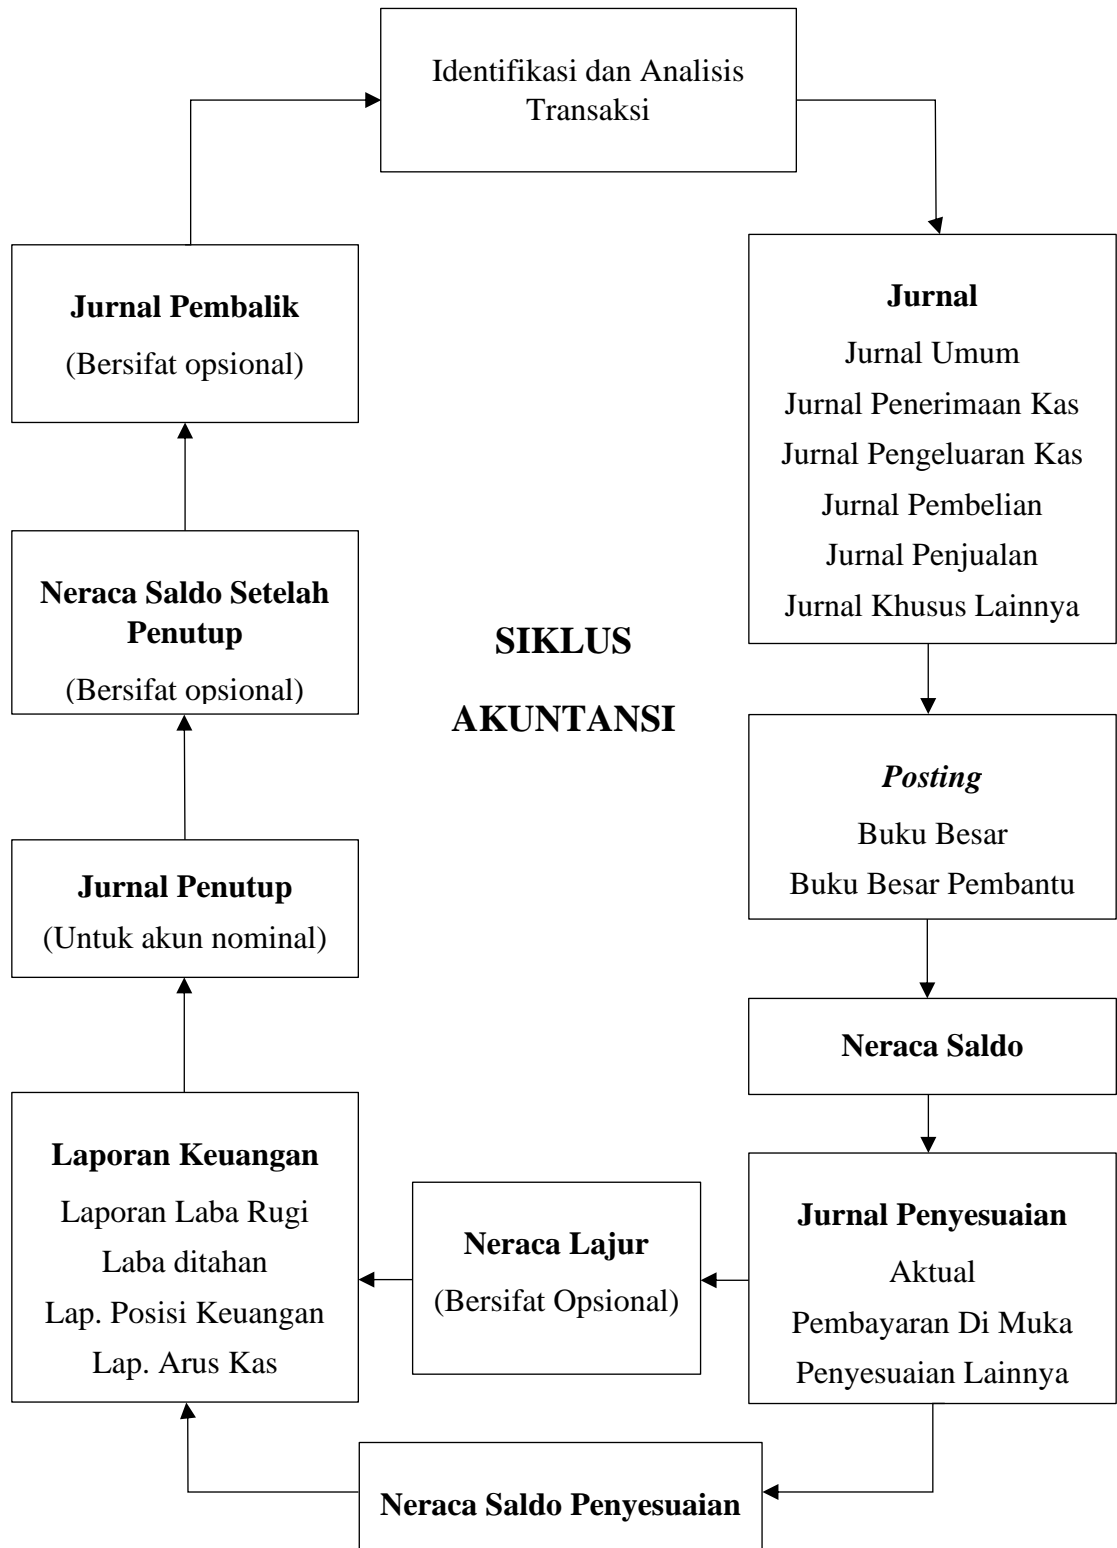 Identifikasi dan Analisis
Transaksi
Jurnal
Jurnal Umum
Jurnal Penerimaan Kas
Jurnal Pengeluaran Kas
Jurnal Pembelian
Jurnal Penjualan
Jurnal Khusus Lainnya
Posting
Buku Besar
Buku Besar Pembantu
Neraca Saldo
Jurnal Penyesuaian
Aktual
Pembayaran Di Muka
Penyesuaian Lainnya
Neraca Lajur
(Bersifat Opsional)
Neraca Saldo Penyesuaian
Laporan Keuangan
Laporan Laba Rugi
Laba ditahan
Lap. Posisi Keuangan
Lap. Arus Kas
Jurnal Penutup
(Untuk akun nominal)
Neraca Saldo Setelah
Penutup
(Bersifat opsional)
Jurnal Pembalik
(Bersifat opsional)
SIKLUS
AKUNTANSI